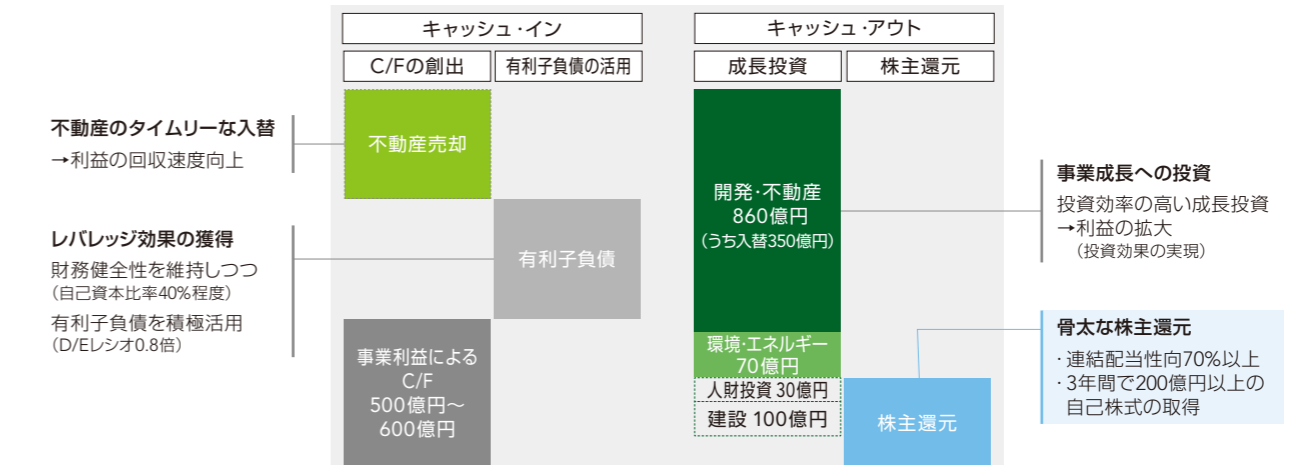 キャッシュ・イン
キャッシュ・アウト
C/Fの創出
有利子負債の活用
成長投資
株主還元
不動産のタイムリーな入替
→利益の回収速度向上
レバレッジ効果の獲得
財務健全性を維持しつつ
（自己資本比率40%程度）
有利子負債を積極活用
（D/Eレシオ0.8倍）
不動産売却
有利子負債
事業利益による
C/F
500億円～
600億円
開発・不動産
860億円
（うち入替350億円）
環境・エネルギー
70億円
人財投資 30億円
建設 100億円
株主還元
事業成長への投資
投資効率の高い成長投資
→利益の拡大
（投資効果の実現）
骨太な株主還元
・連結配当性向70%以上
・3年間で200億円以上の
自己株式の取得